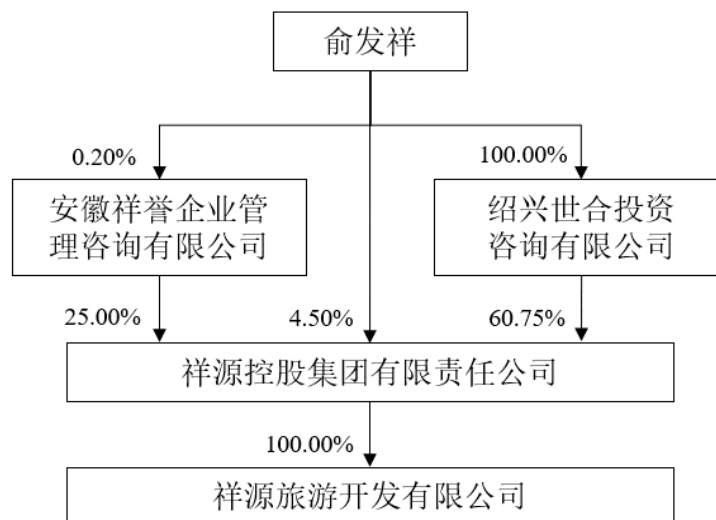 俞发祥
0.20%
100.00%
安徽祥誉企业管
理咨询有限公司
绍兴世合投资
咨询有限公司
25.00%
4.50%
60.75%
祥源控股集团有限责任公司
100.00%
祥源旅游开发有限公司